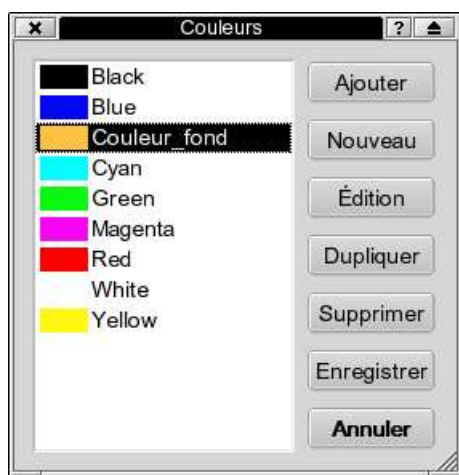 Couleurs ?
Black
Blue
Couleur_fond
Cyan
Green
Magenta
Red
White
Yellow
Ajouter
Nouveau
Édition
Dupliquer
Supprimer
Enregistrer
Annuler